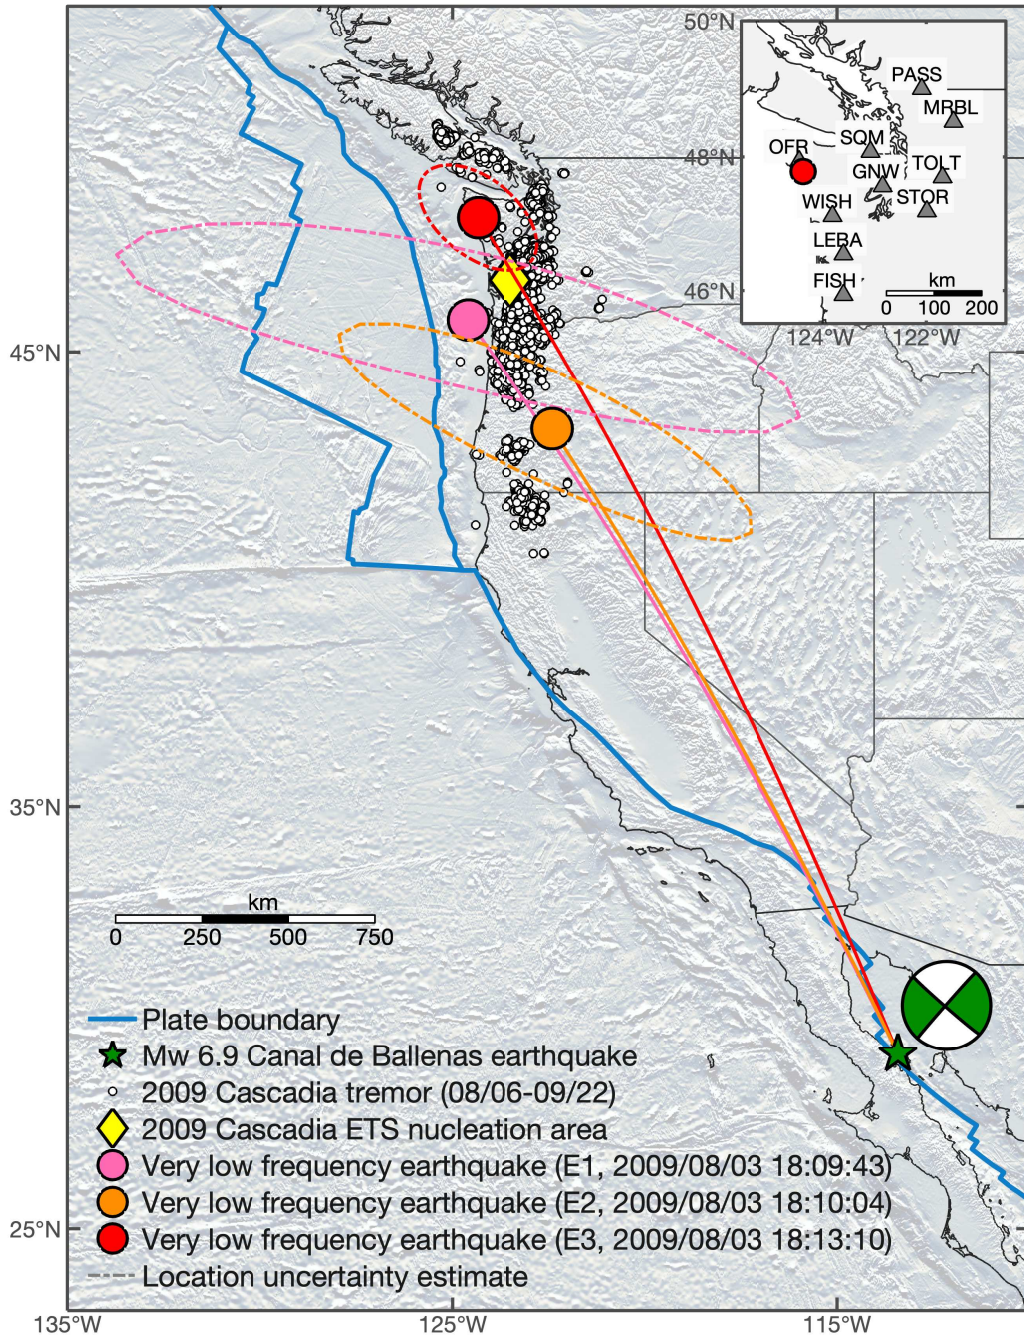 50°N
PASS
MRBL
SQM
48°N
OFR
TOLT
GNW
STOR
WISH
LEBA
km
FISH
46°N
0 100 200
124°W 122°W
45°N
35°N
km
0 250 500 750
Plate boundary
Mw 6.9 Canal de Ballenas earthquake
2009 Cascadia tremor (08/06-09/22)
2009 Cascadia ETS nucleation area
Very low frequency earthquake (E1, 2009/08/03 18:09:43)
Very low frequency earthquake (E2, 2009/08/03 18:10:04)
25°N
Very low frequency earthquake (E3, 2009/08/03 18:13:10)
Location uncertainty estimate
135°W 125°W 115°W